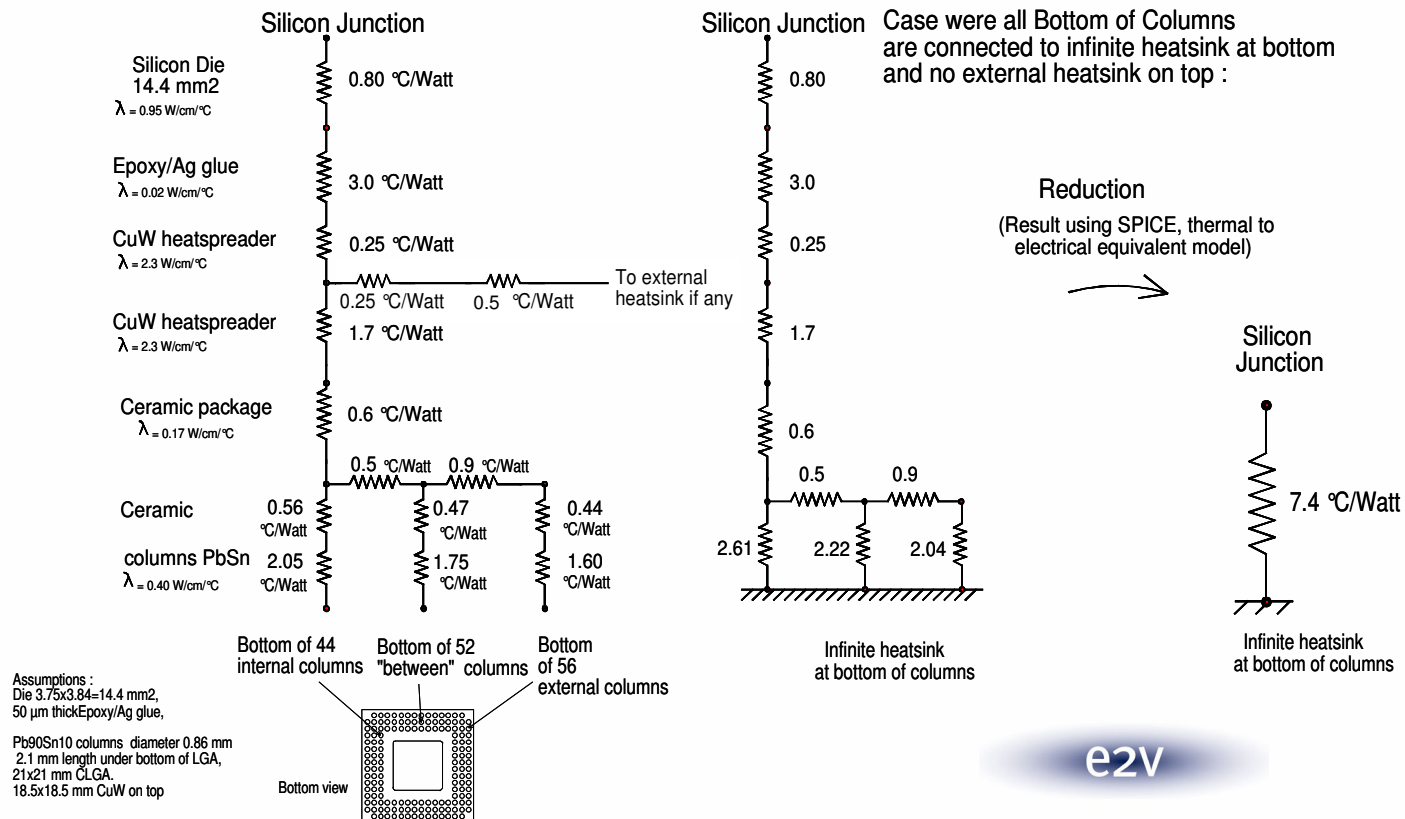 Silicon Junction
Silicon Die
14.4 mm2
λ = 0.95 W/cm/°C
0.80 °C/Watt
Epoxy/Ag glue
λ = 0.02 W/cm/°C
3.0 °C/Watt
CuW heatspreader
λ = 2.3 W/cm/°C
0.25 °C/Watt
0.25 °C/Watt
0.5 °C/Watt
To external
heatsink if any
CuW heatspreader
λ = 2.3 W/cm/°C
1.7 °C/Watt
Ceramic package
λ = 0.17 W/cm/°C
0.6 °C/Watt
0.5 °C/Watt
0.9 °C/Watt
Ceramic
0.56
°C/Watt
0.47
°C/Watt
0.44
°C/Watt
columns PbSn
λ = 0.40 W/cm/°C
2.05
°C/Watt
1.75
°C/Watt
1.60
°C/Watt
Bottom of 44
internal columns
Bottom of 52
"between" columns
Bottom
of 56
external columns
Assumptions :
Die 3.75x3.84=14.4 mm2,
50 µm thickEpoxy/Ag glue,
Pb90Sn10 columns diameter 0.86 mm
2.1 mm length under bottom of LGA,
21x21 mm CLGA.
18.5x18.5 mm CuW on top
Bottom view
Silicon Junction
Case were all Bottom of Columns
are connected to infinite heatsink at bottom
and no external heatsink on top :
0.80
3.0
0.25
1.7
0.6
0.5
0.9
2.61
2.22
2.04
Infinite heatsink
at bottom of columns
Reduction
(Result using SPICE, thermal to
electrical equivalent model)
Silicon
Junction
7.4 °C/Watt
Infinite heatsink
at bottom of columns
e2v